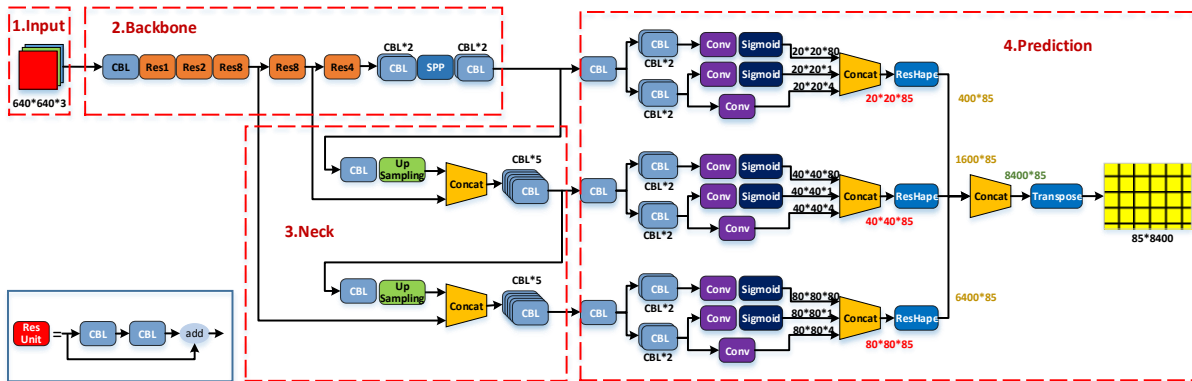 1.Input
640*640*3
2.Backbone
CBL
Res1
Res2
Res8
Res8
Res4
CBL*2
CBL
SPP
CBL*2
CBL
3.Neck
CBL
Up
Sampling
Concat
CBL*5
CBL
CBL
Up
Sampling
Concat
CBL*5
CBL
Res
Unit
=
CBL
CBL
add
4.Prediction
CBL
CBL
CBL*2
CBL
CBL*2
Conv
Sigmoid
Conv
Sigmoid
Conv
20*20*80
20*20*1
20*20*4
Concat
20*20*85
ResHape
400*85
CBL
CBL
CBL*2
CBL
CBL*2
Conv
Sigmoid
Conv
Sigmoid
Conv
40*40*80
40*40*1
40*40*4
Concat
40*40*85
ResHape
1600*85
CBL
CBL
CBL*2
CBL
CBL*2
Conv
Sigmoid
Conv
Sigmoid
Conv
80*80*80
80*80*1
80*80*4
Concat
80*80*85
ResHape
6400*85
Concat
8400*85
Transpose
85*8400